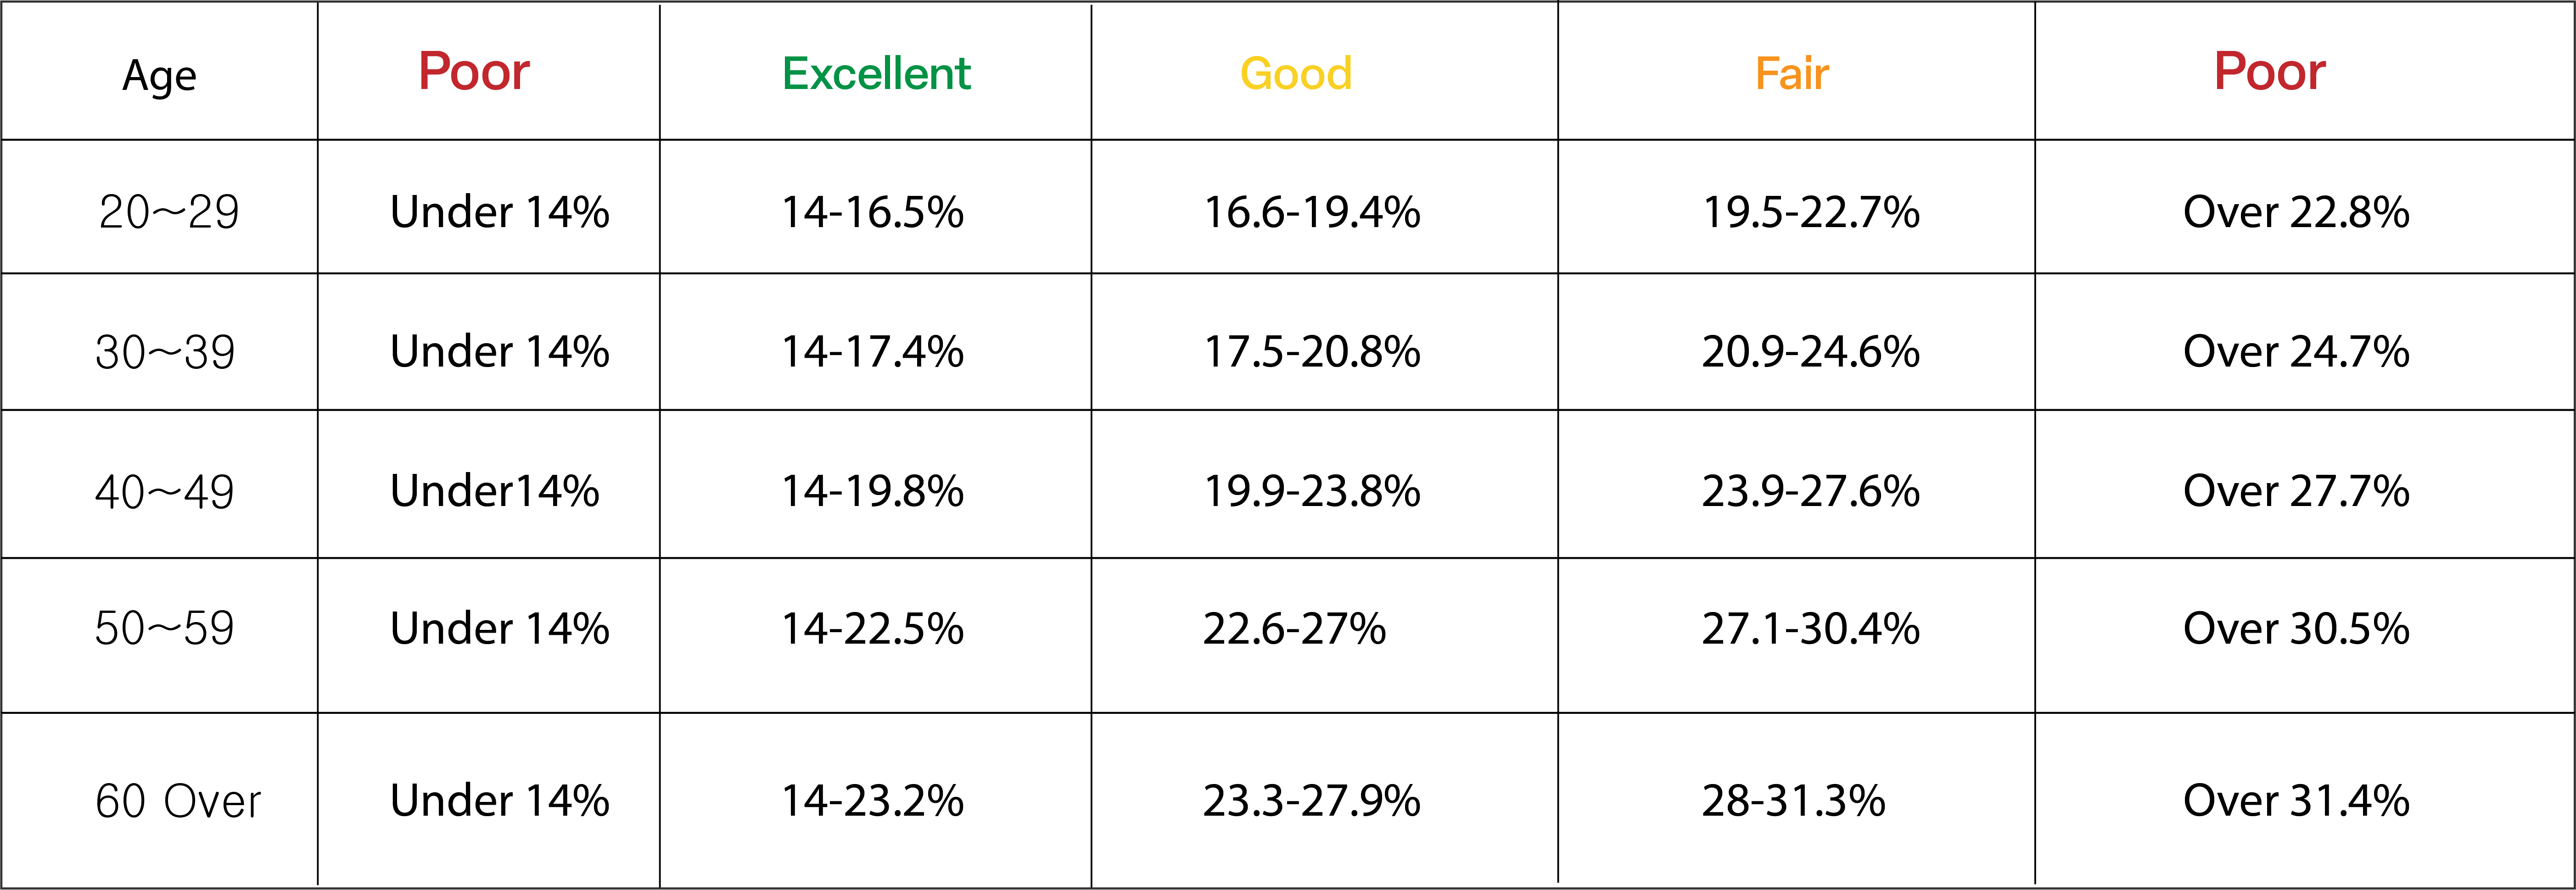 Age Poor Excellent Good Fair Poor
20~29 Under 14% 14-16.5% 16.6-19.4% 19.5-22.7% Over 22.8%
30~39 Under 14% 14-17.4% 17.5-20.8% 20.9-24.6% Over 24.7%
40~49 Under14% 14-19.8% 19.9-23.8% 23.9-27.6% Over 27.7%
50~59 Under 14% 14-22.5% 22.6-27% 27.1-30.4% Over 30.5%
60 Over Under 14% 14-23.2% 23.3-27.9% 28-31.3% Over 31.4%